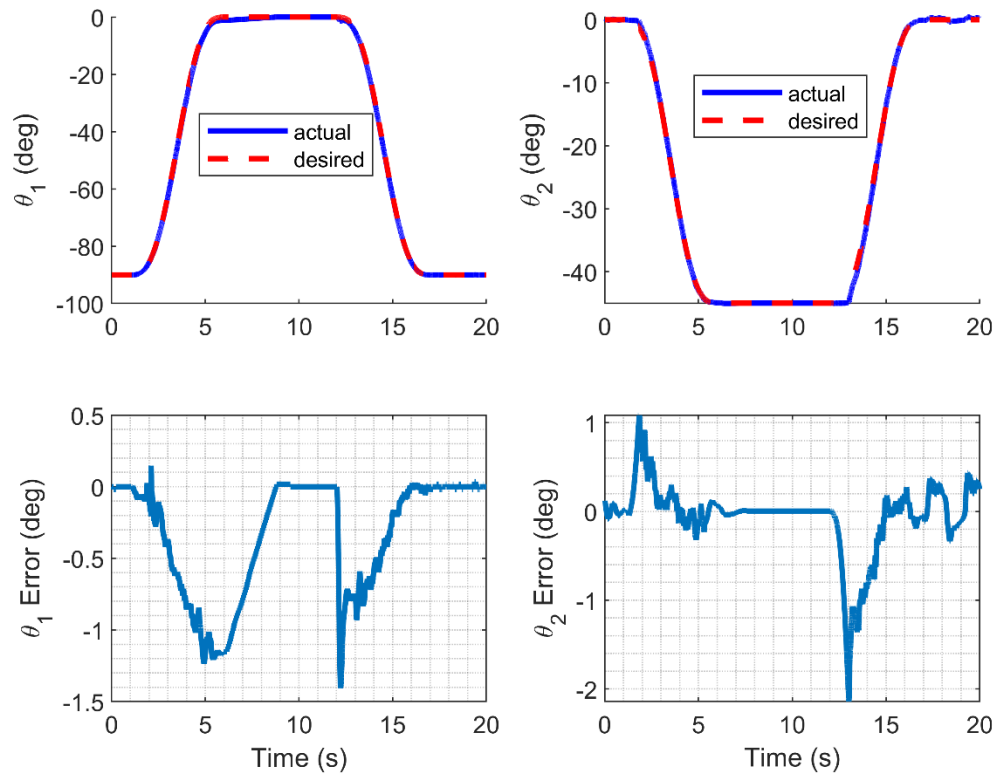 0
-20
-40
-60
-80
-100
θ1 (deg)
actual
desired
0 5 10 15 20
0
-10
-20
-30
-40
θ2 (deg)
actual
desired
0 5 10 15 20
0.5
0
-0.5
-1
-1.5
θ1 Error (deg)
0 5 10 15 20
Time (s)
1
0
-1
-2
θ2 Error (deg)
0 5 10 15 20
Time (s)